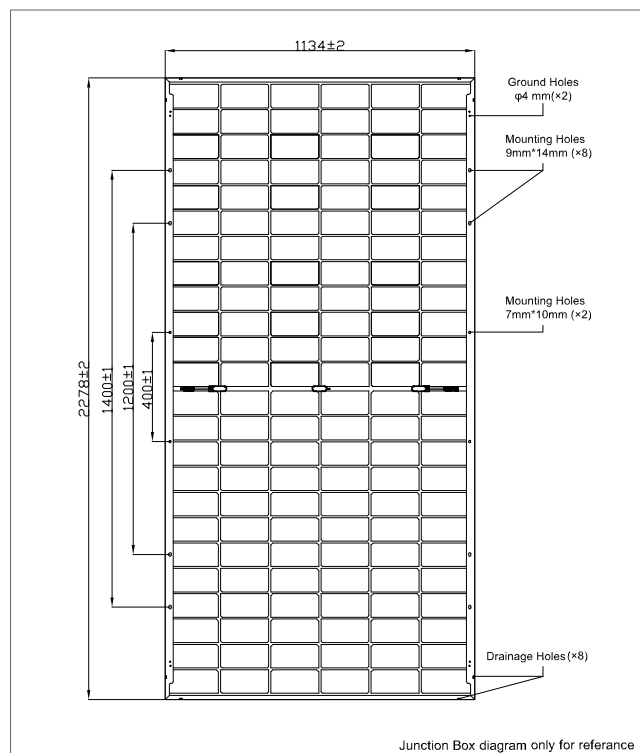 1134±2
Ground Holes
φ4 mm(×2)
Mounting Holes
9mm*14mm (×8)
Mounting Holes
7mm*10mm (×2)
2278±2
1400±1
1200±1
400±1
Drainage Holes (×8)
Junction Box diagram only for referance